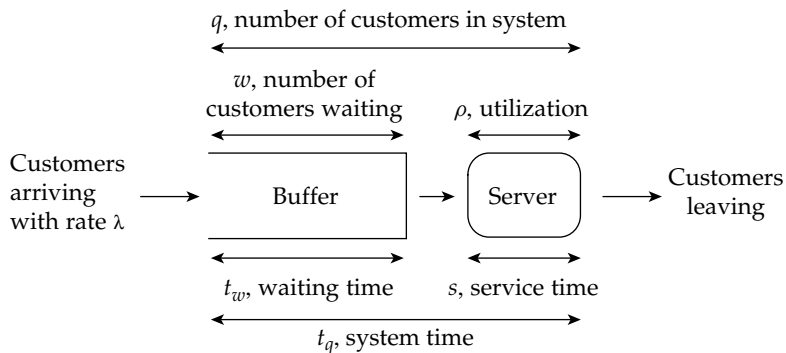 q, number of customers in system
w, number of
customers waiting
ρ, utilization
Customers
arriving
with rate λ
Buffer
Server
Customers
leaving
t_w, waiting time
s, service time
t_q, system time